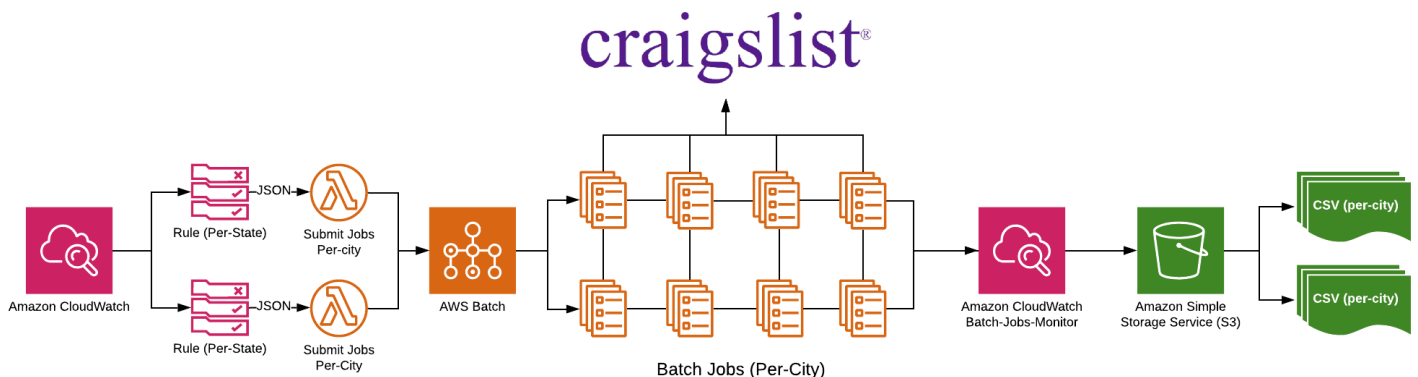 craigslist®
Amazon CloudWatch
JSON
Rule (Per-State)
Submit Jobs
Per-city
JSON
Rule (Per-State)
Submit Jobs
Per-City
AWS Batch
Batch Jobs (Per-City)
Amazon CloudWatch
Batch-Jobs-Monitor
Amazon Simple
Storage Service (S3)
CSV (per-city)
CSV (per-city)